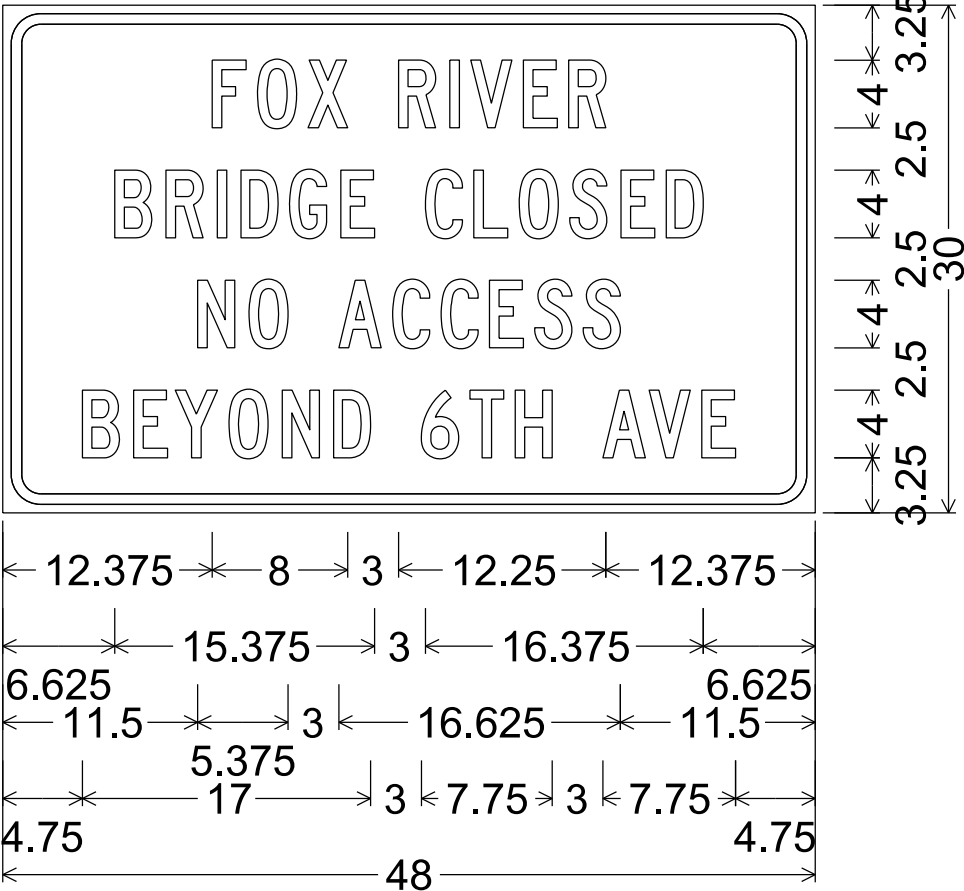 FOX RIVER
BRIDGE CLOSED
NO ACCESS
BEYOND 6TH AVE
3.25
4
2.5
4
2.5
4
2.5
4
3.25
30
12.375 8 3 12.25 12.375
15.375 3 16.375
6.625 6.625
11.5 3 16.625 11.5
5.375
17 3 7.75 3 7.75
4.75 4.75
48